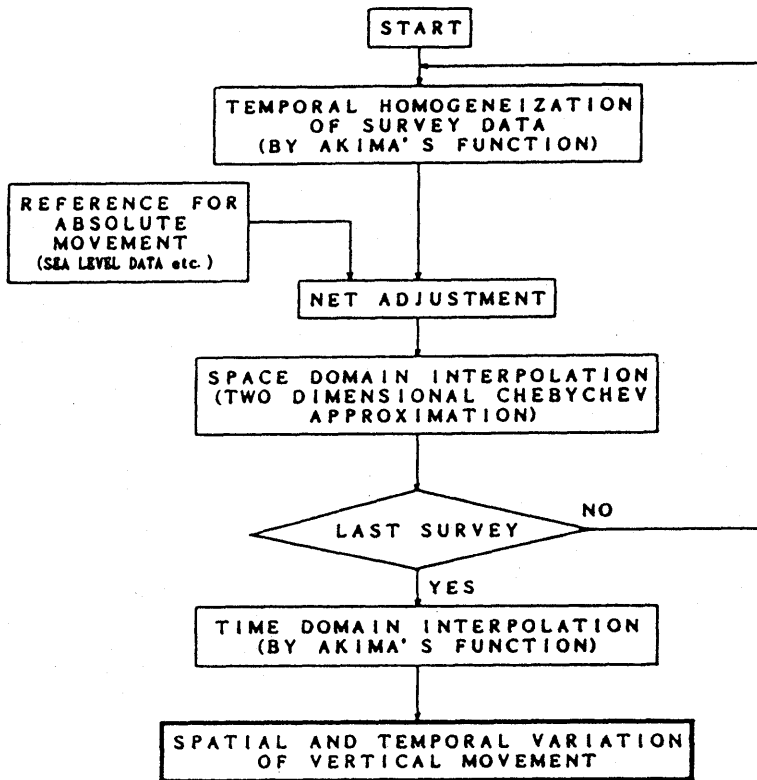 START
TEMPORAL HOMOGENEIZATION
OF SURVEY DATA
(BY AKIMA'S FUNCTION)
REFERENCE FOR
ABSOLUTE
MOVEMENT
(SEA LEVEL DATA etc.)
NET ADJUSTMENT
SPACE DOMAIN INTERPOLATION
(TWO DIMENSIONAL CHEBYCHEV
APPROXIMATION)
NO
LAST SURVEY
YES
TIME DOMAIN INTERPOLATION
(BY AKIMA'S FUNCTION)
SPATIAL AND TEMPORAL VARIATION
OF VERTICAL MOVEMENT